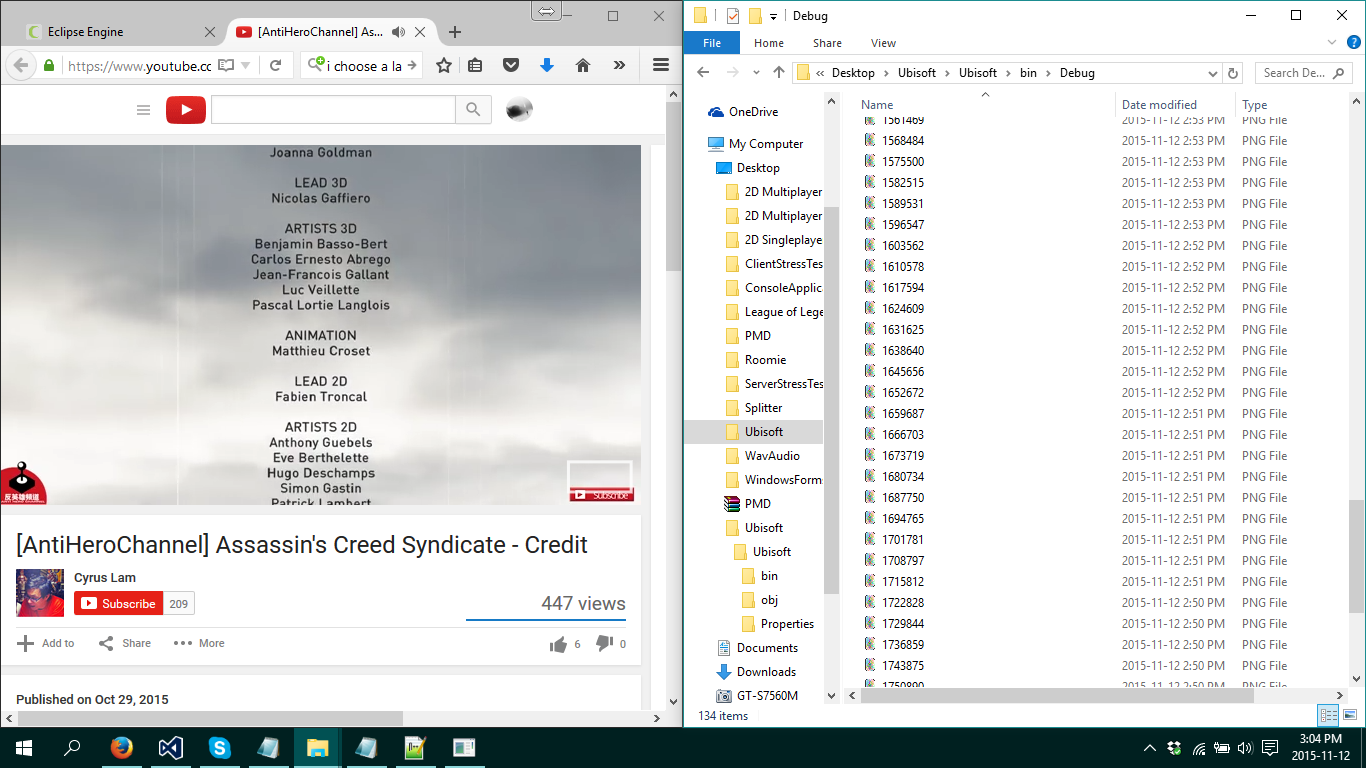 Eclipse Engine
[AntiHeroChannel] As...
https://www.youtube.co
i choose a la
Joanna Goldman
LEAD 3D
Nicolas Gaffiero
ARTISTS 3D
Benjamin Basso-Bert
Carlos Ernesto Abrego
Jean-Francois Gallant
Luc Veillette
Pascal Lortie Langlois
ANIMATION
Matthieu Croset
LEAD 2D
Fabien Troncal
ARTISTS 2D
Anthony Guebels
Eve Berthelette
Hugo Deschamps
Simon Gastin
Patrick Lambert
反英雄頻道
Subscribe
[AntiHeroChannel] Assassin's Creed Syndicate - Credit
Cyrus Lam
Subscribe 209
447 views
Add to Share More 6 0
Published on Oct 29, 2015
Debug
File Home Share View
Desktop Ubisoft Ubisoft bin Debug
Search De...
OneDrive
My Computer
Desktop
2D Multiplayer
2D Multiplayer
2D Singleplaye
ClientStressTes
ConsoleApplic
League of Lege
PMD
Roomie
ServerStressTes
Splitter
Ubisoft
WavAudio
WindowsForm
PMD
Ubisoft
Ubisoft
bin
obj
Properties
Documents
Downloads
GT-S7560M
Name Date modified Type
1561469 2015-11-12 2:53 PM PNG File
1568484 2015-11-12 2:53 PM PNG File
1575500 2015-11-12 2:53 PM PNG File
1582515 2015-11-12 2:53 PM PNG File
1589531 2015-11-12 2:53 PM PNG File
1596547 2015-11-12 2:53 PM PNG File
1603562 2015-11-12 2:52 PM PNG File
1610578 2015-11-12 2:52 PM PNG File
1617594 2015-11-12 2:52 PM PNG File
1624609 2015-11-12 2:52 PM PNG File
1631625 2015-11-12 2:52 PM PNG File
1638640 2015-11-12 2:52 PM PNG File
1645656 2015-11-12 2:52 PM PNG File
1652672 2015-11-12 2:52 PM PNG File
1659687 2015-11-12 2:51 PM PNG File
1666703 2015-11-12 2:51 PM PNG File
1673719 2015-11-12 2:51 PM PNG File
1680734 2015-11-12 2:51 PM PNG File
1687750 2015-11-12 2:51 PM PNG File
1694765 2015-11-12 2:51 PM PNG File
1701781 2015-11-12 2:51 PM PNG File
1708797 2015-11-12 2:51 PM PNG File
1715812 2015-11-12 2:51 PM PNG File
1722828 2015-11-12 2:50 PM PNG File
1729844 2015-11-12 2:50 PM PNG File
1736859 2015-11-12 2:50 PM PNG File
1743875 2015-11-12 2:50 PM PNG File
1750890 2015-11-12 2:50 PM PNG File
134 items
3:04 PM
2015-11-12